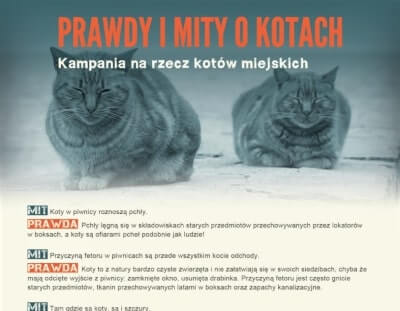 PRAWDY I MITY O KOTACH
Kampania na rzecz kotów miejskich
MIT Koty w piwnicy roznoszą pchły.
PRAWDA Pchły lęgną się w składowiskach starych przedmiotów przechowywanych przez lokatorów
w boksach, a koty są ofiarami pcheł podobnie jak ludzie!
MIT Przyczyną fetoru w piwnicach są przede wszystkim kocie odchody.
PRAWDA Koty to z natury bardzo czyste zwierzęta i nie załatwiają się w swoich siedzibach, chyba że
mają odcięte wyjście z piwnicy: zamknięte okno, usunięta drabinka. Przyczyną fetoru jest często gnicie
starych przedmiotów, tkanin przechowywanych latami w boksach oraz zapachy kanalizacyjne.
MIT Tam gdzie są koty, są i szczury.